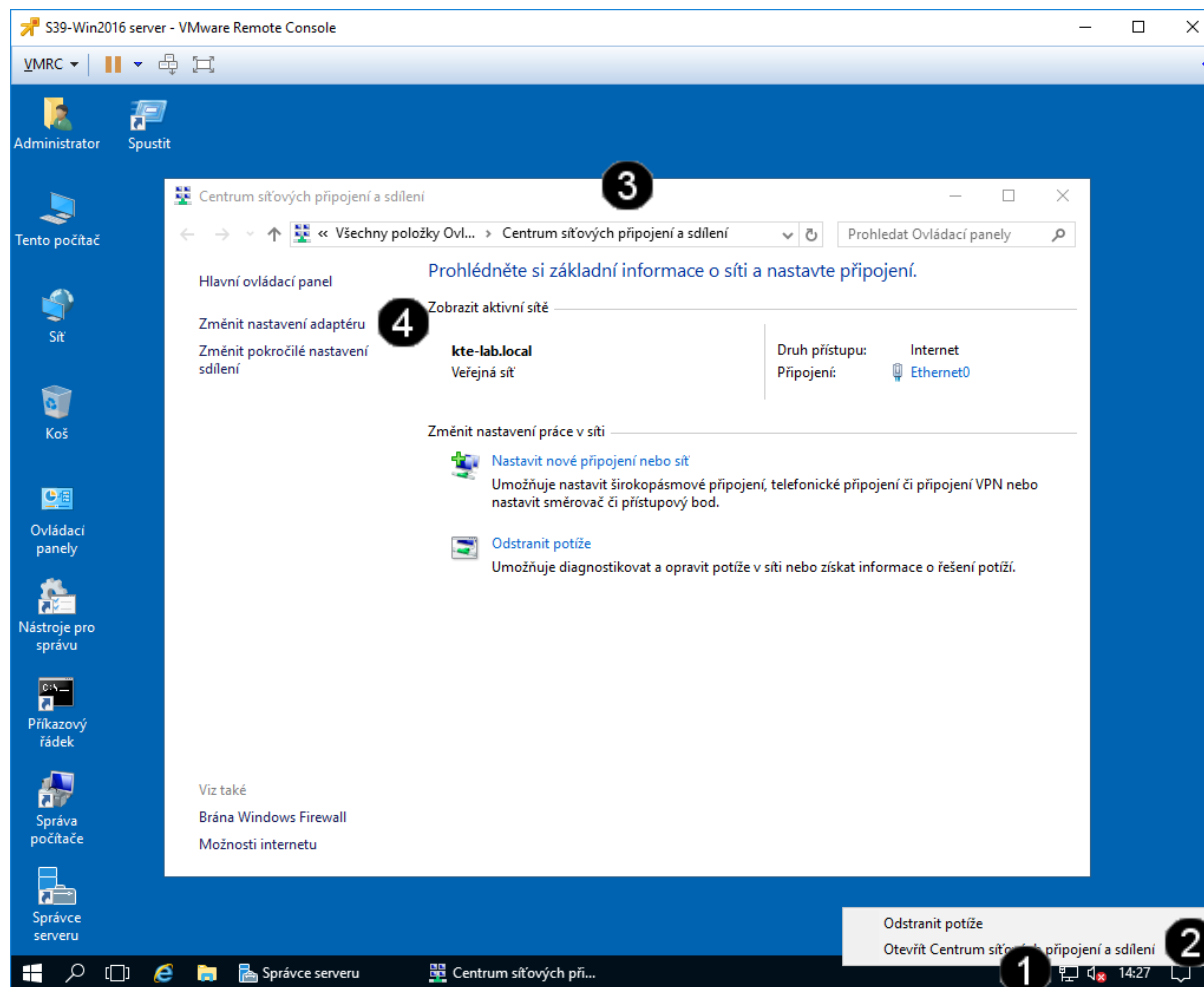 S39-Win2016 server - VMware Remote Console
VMRC
Administrator
Spustit
Tento počítač
Síť
Koš
Ovládací
panely
Nástroje pro
správu
C:\_
Příkazový
řádek
Správa
počítače
Správce
serveru
Centrum síťových připojení a sdílení
3
« Všechny položky Ovl... › Centrum síťových připojení a sdílení
Prohledat Ovládací panely
Hlavní ovládací panel
Změnit nastavení adaptéru
4
Změnit pokročilé nastavení
sdílení
Prohlédněte si základní informace o síti a nastavte připojení.
Zobrazit aktivní sítě
kte-lab.local
Veřejná síť
Druh přístupu: Internet
Připojení: Ethernet0
Změnit nastavení práce v síti
Nastavit nové připojení nebo síť
Umožňuje nastavit širokopásmové připojení, telefonické připojení či připojení VPN nebo
nastavit směrovač či přístupový bod.
Odstranit potíže
Umožňuje diagnostikovat a opravit potíže v síti nebo získat informace o řešení potíží.
Viz také
Brána Windows Firewall
Možnosti internetu
Odstranit potíže
Otevřít Centrum síťových připojení a sdílení
2
1
Správce serveru
Centrum síťových při...
14:27